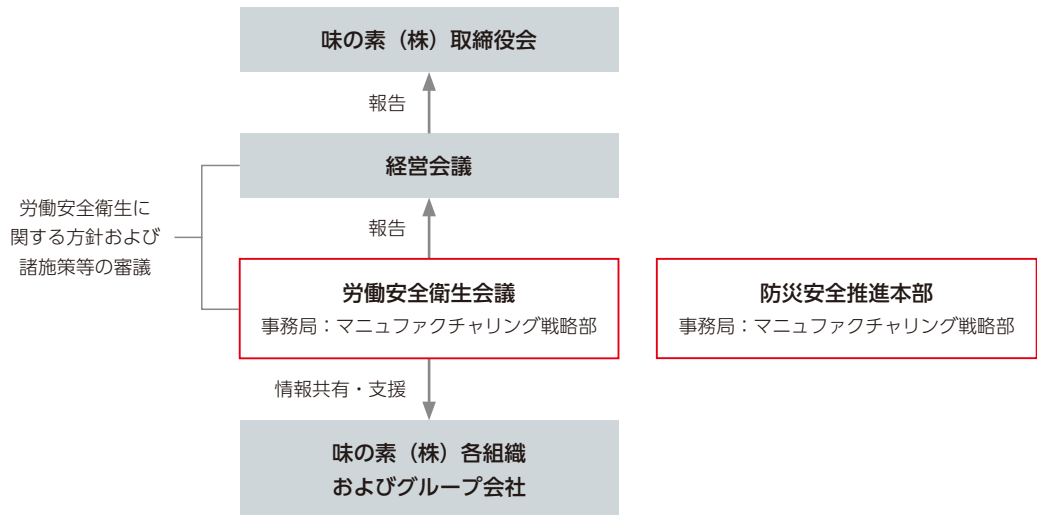 味の素（株）取締役会
報告
経営会議
労働安全衛生に
関する方針および
諸施策等の審議
報告
労働安全衛生会議
事務局：マニュファクチャリング戦略部
防災安全推進本部
事務局：マニュファクチャリング戦略部
情報共有・支援
味の素（株）各組織
およびグループ会社